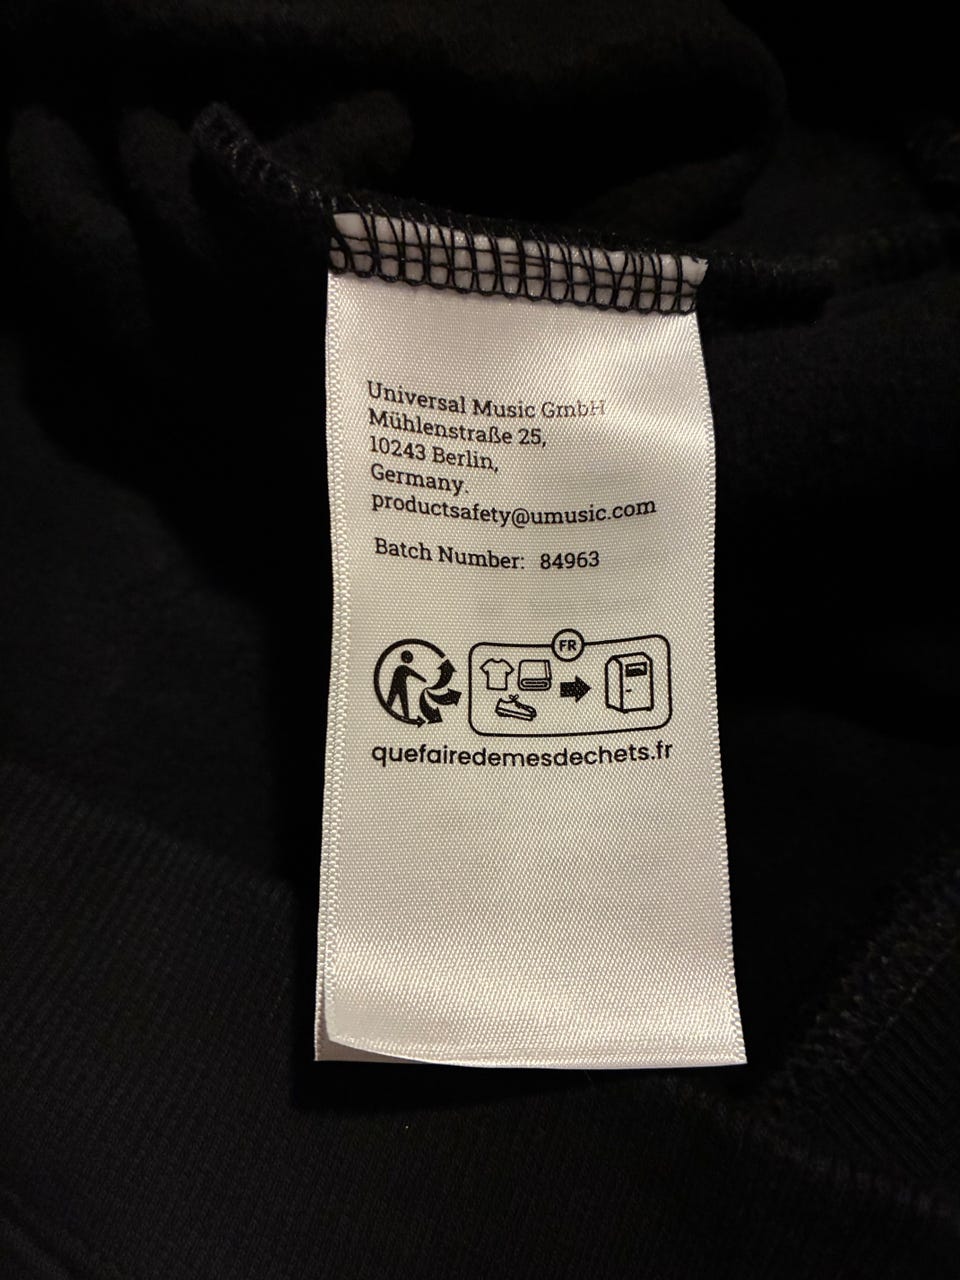 Universal Music GmbH
Mühlenstraße 25,
10243 Berlin,
Germany.
productsafety@umusic.com
Batch Number: 84963
FR
quefairedemesdechets.fr